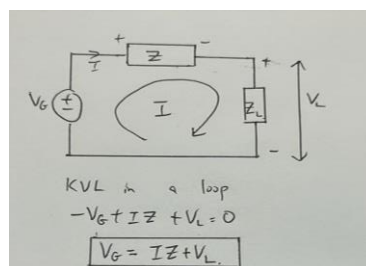 + Z -
I
+
V_G ±
I
Z_L
V_L
-
KVL in a loop
-V_G + IZ + V_L = 0
V_G = IZ + V_L.